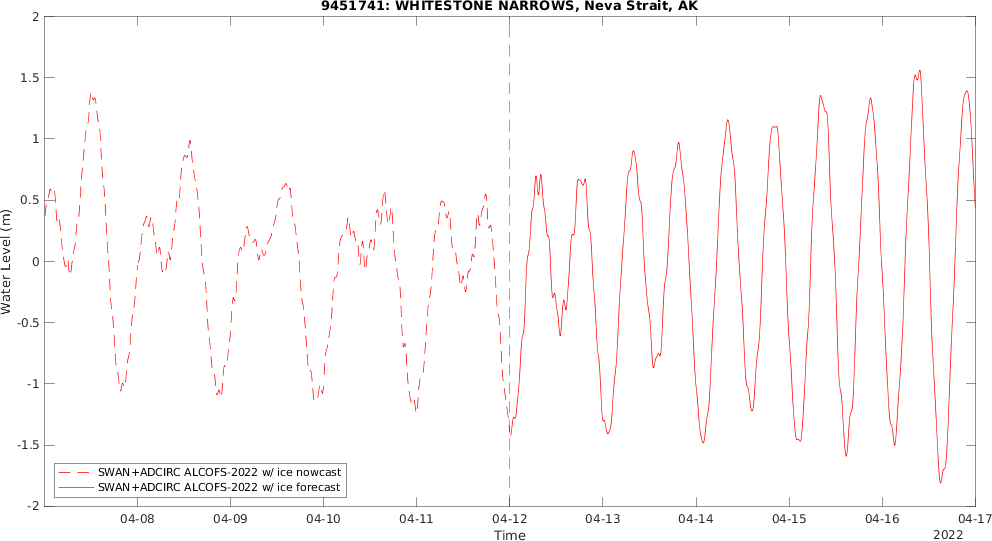 9451741: WHITESTONE NARROWS, Neva Strait, AK
Water Level (m)
2
1.5
1
0.5
0
-0.5
-1
-1.5
-2
SWAN+ADCIRC ALCOFS-2022 w/ ice nowcast
SWAN+ADCIRC ALCOFS-2022 w/ ice forecast
04-08 04-09 04-10 04-11 04-12 04-13 04-14 04-15 04-16 04-17
Time
2022